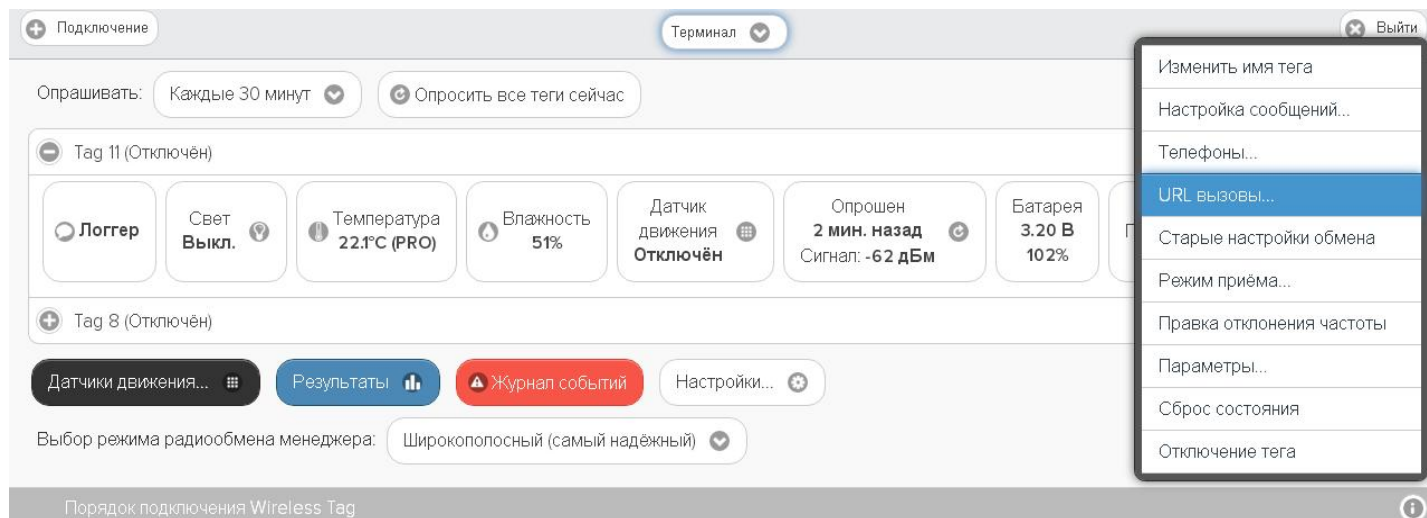 Подключение
Терминал
Выйти
Опрашивать:
Каждые 30 минут
Опросить все теги сейчас
Tag 11 (Отключён)
Логгер
Свет
Выкл.
Температура
22.1°C (PRO)
Влажность
51%
Датчик
движения
Отключён
Опрошен
2 мин. назад
Сигнал: -62 дБм
Батарея
3.20 В
102%
Tag 8 (Отключён)
Датчики движения...
Результаты
Журнал событий
Настройки...
Выбор режима радиообмена менеджера:
Широкополосный (самый надёжный)
Изменить имя тега
Настройка сообщений...
Телефоны...
URL вызовы...
Старые настройки обмена
Режим приёма...
Правка отклонения частоты
Параметры...
Сброс состояния
Отключение тега
Порядок подключения Wireless Tag